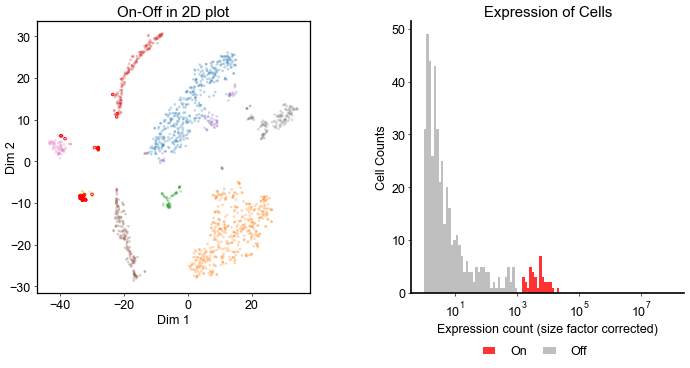 On-Off in 2D plot
30
20
10
0
−10
−20
−30
Dim 2
−40
−20
0
20
Dim 1
Expression of Cells
50
40
30
20
10
0
Cell Counts
10^1
10^3
10^5
10^7
Expression count (size factor corrected)
On
Off